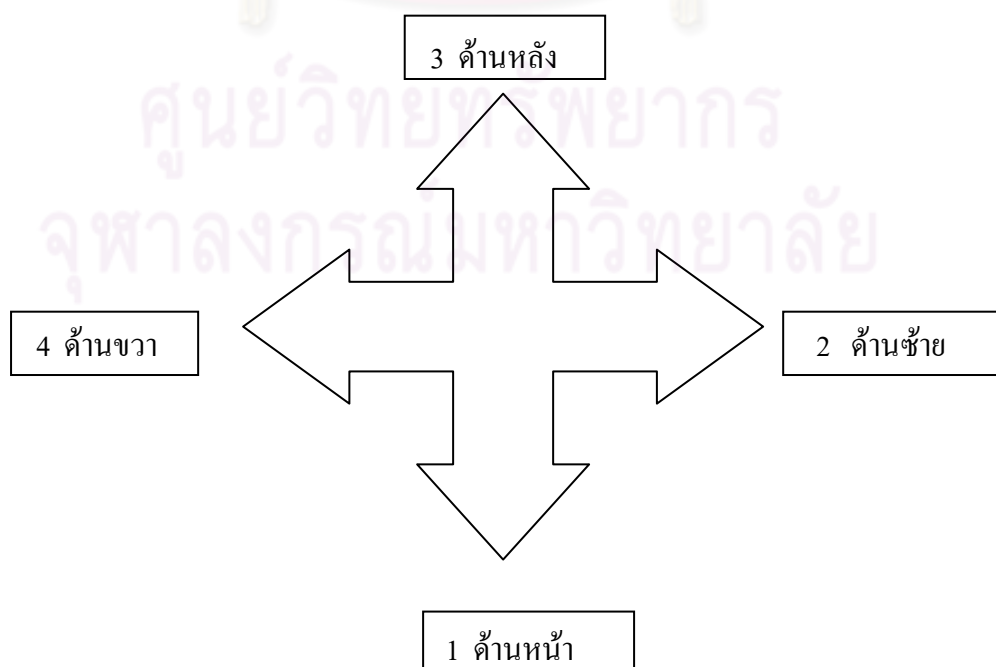 3 ด้านหลัง
ศูนย์วิทยทรัพยากร
จุฬาลงกรณ์มหาวิทยาลัย
4 ด้านขวา
2 ด้านซ้าย
1 ด้านหน้า